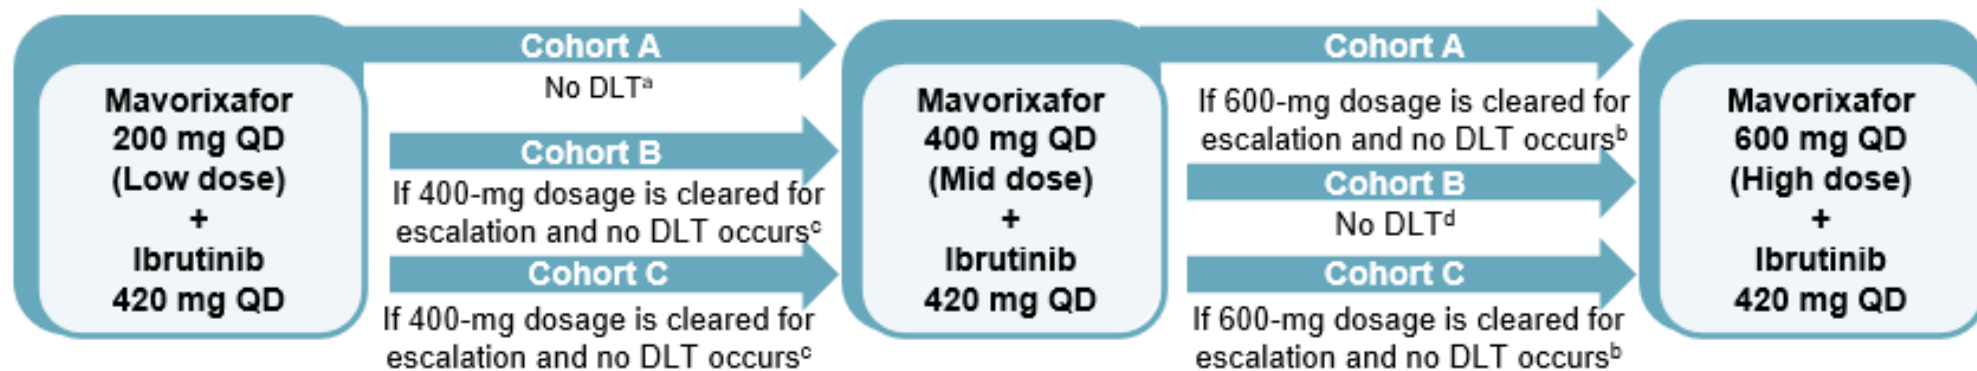 Mavorixafor
200 mg QD
(Low dose)
+
Ibrutinib
420 mg QD
Cohort A
No DLTᵃ
Cohort B
If 400-mg dosage is cleared for
escalation and no DLT occursᶜ
Cohort C
If 400-mg dosage is cleared for
escalation and no DLT occursᶜ
Mavorixafor
400 mg QD
(Mid dose)
+
Ibrutinib
420 mg QD
Cohort A
If 600-mg dosage is cleared for
escalation and no DLT occursᵇ
Cohort B
No DLTᵈ
Cohort C
If 600-mg dosage is cleared for
escalation and no DLT occursᵇ
Mavorixafor
600 mg QD
(High dose)
+
Ibrutinib
420 mg QD